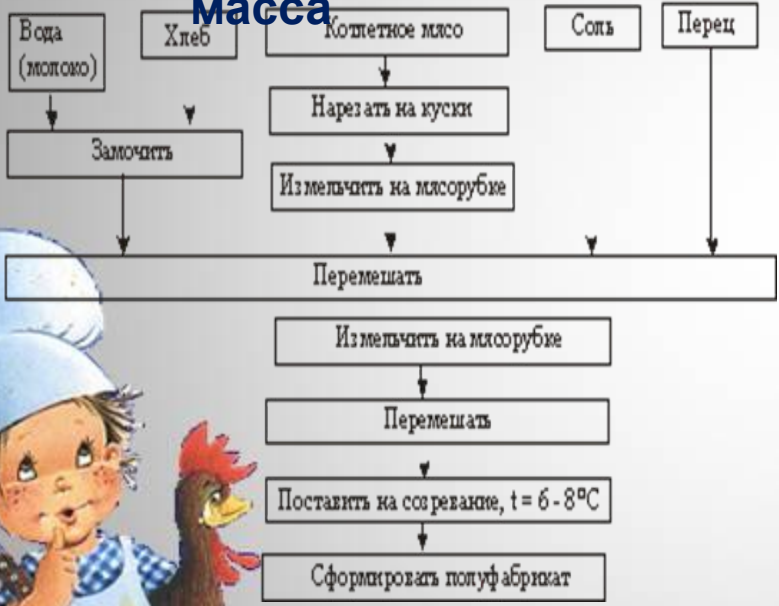 масса
Вода
(молоко)
Хлеб
Котлетное мясо
Соль
Перец
Нарезать на куски
Замочить
Измельчить на мясорубке
Перемешать
Измельчить на мясорубке
Перемешать
Поставить на созревание, t = 6 - 8°C
Сформировать полуфабрикат